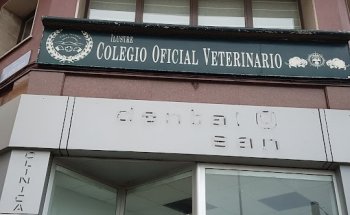 ILUSTRE
COLEGIO OFICIAL VETERINARIO
dental
san
CLINICA